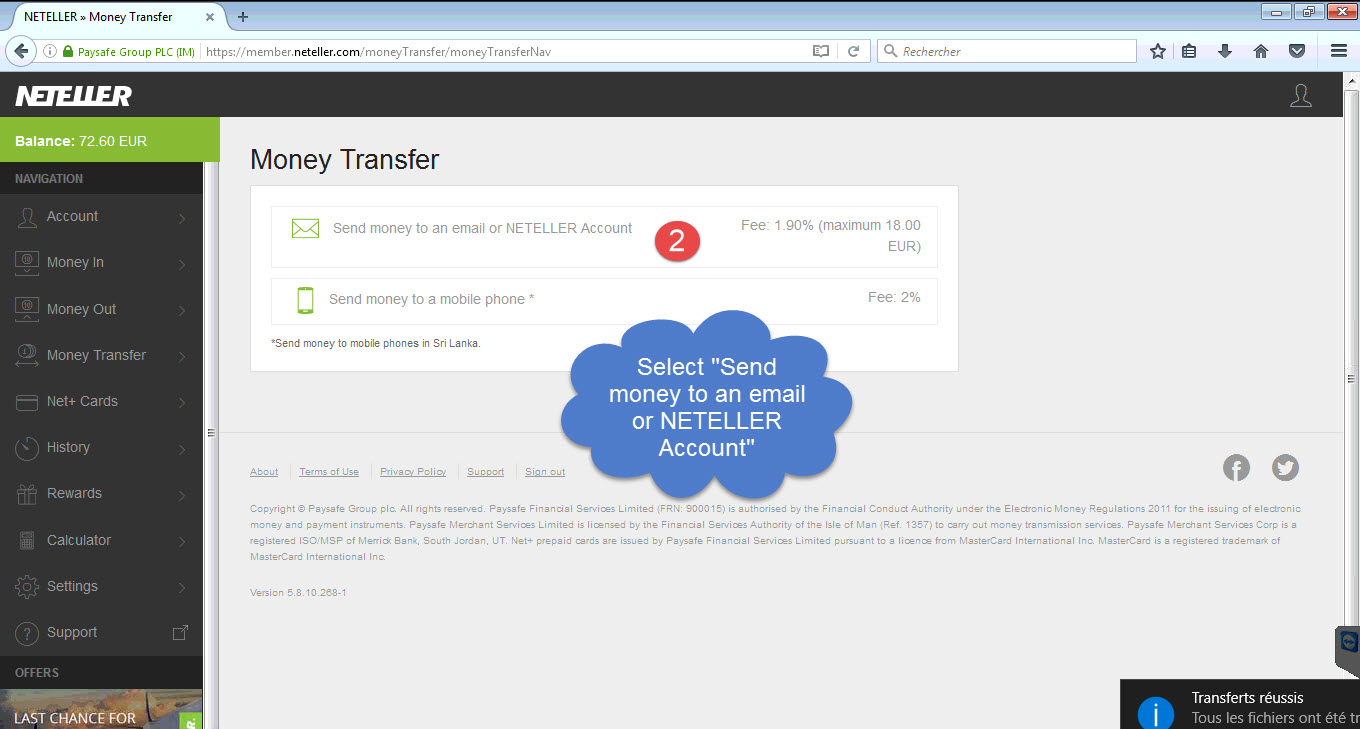 NETELLER » Money Transfer
Paysafe Group PLC (IM)
https://member.neteller.com/moneyTransfer/moneyTransferNav
Rechercher
NETELLER
Balance: 72.60 EUR
NAVIGATION
Account
Money In
Money Out
Money Transfer
Net+ Cards
History
Rewards
Calculator
Settings
Support
OFFERS
LAST CHANCE FOR
R.
Money Transfer
Send money to an email or NETELLER Account
2
Fee: 1.90% (maximum 18.00
EUR)
Send money to a mobile phone *
Fee: 2%
*Send money to mobile phones in Sri Lanka.
Select "Send
money to an email
or NETELLER
Account"
About
Terms of Use
Privacy Policy
Support
Sign out
Copyright © Paysafe Group plc. All rights reserved. Paysafe Financial Services Limited (FRN: 900015) is authorised by the Financial Conduct Authority under the Electronic Money Regulations 2011 for the issuing of electronic
money and payment instruments. Paysafe Merchant Services Limited is licensed by the Financial Services Authority of the Isle of Man (Ref. 1357) to carry out money transmission services. Paysafe Merchant Services Corp is a
registered ISO/MSP of Merrick Bank, South Jordan, UT. Net+ prepaid cards are issued by Paysafe Financial Services Limited pursuant to a licence from MasterCard International Inc. MasterCard is a registered trademark of
MasterCard International Inc.
Version 5.8.10.268-1
Transferts réussis
Tous les fichiers ont été tr